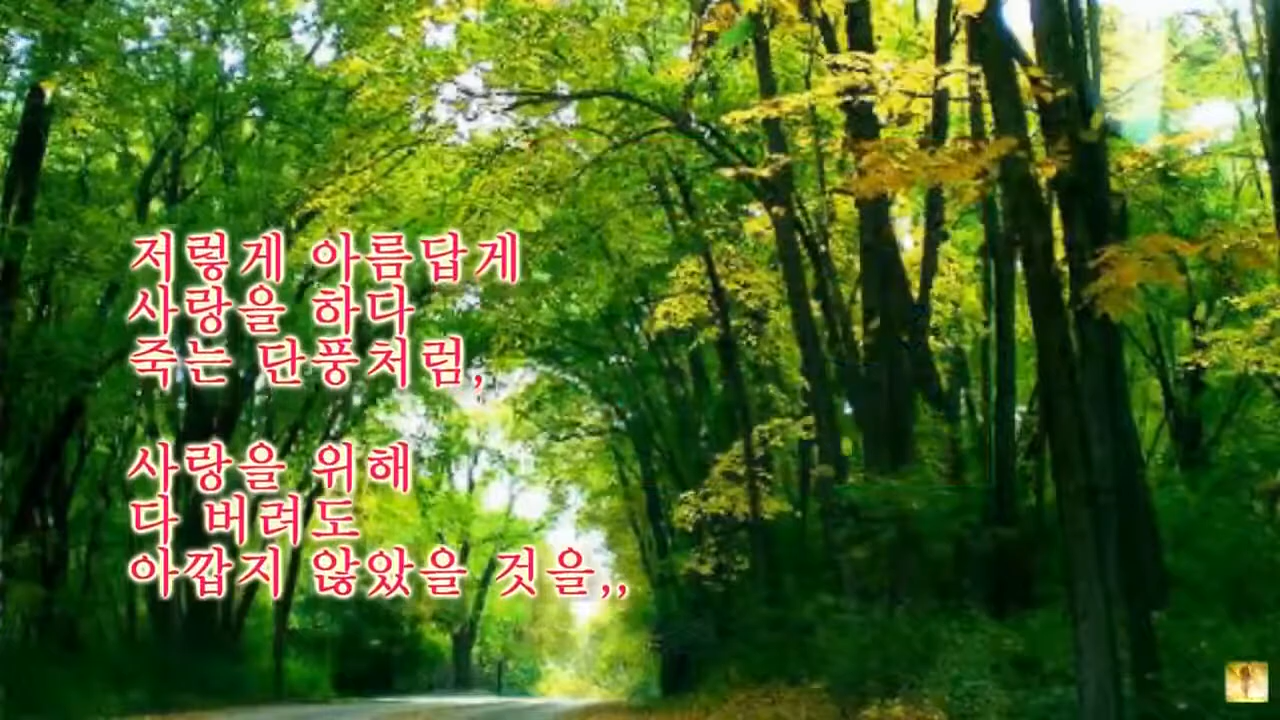 저렇게 아름답게
사랑을 하다
죽는 단풍처럼,
사랑을 위해
다 버려도
아깝지 않았을 것을,,